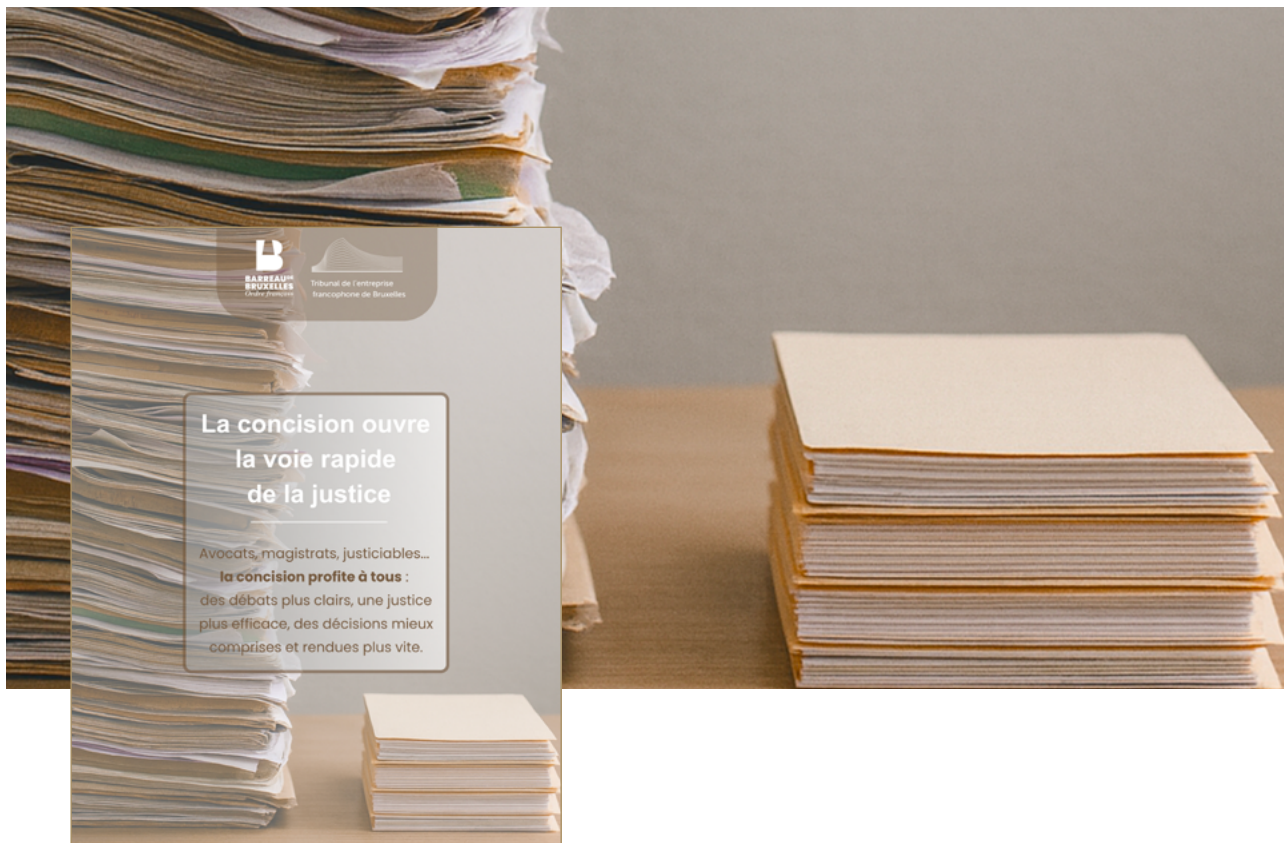 BARREAU DE
BRUXELLES
Ordre français
Tribunal de l'entreprise
francophone de Bruxelles
La concision ouvre
la voie rapide
de la justice
Avocats, magistrats, justiciables...
la concision profite à tous :
des débats plus clairs, une justice
plus efficace, des décisions mieux
comprises et rendues plus vite.